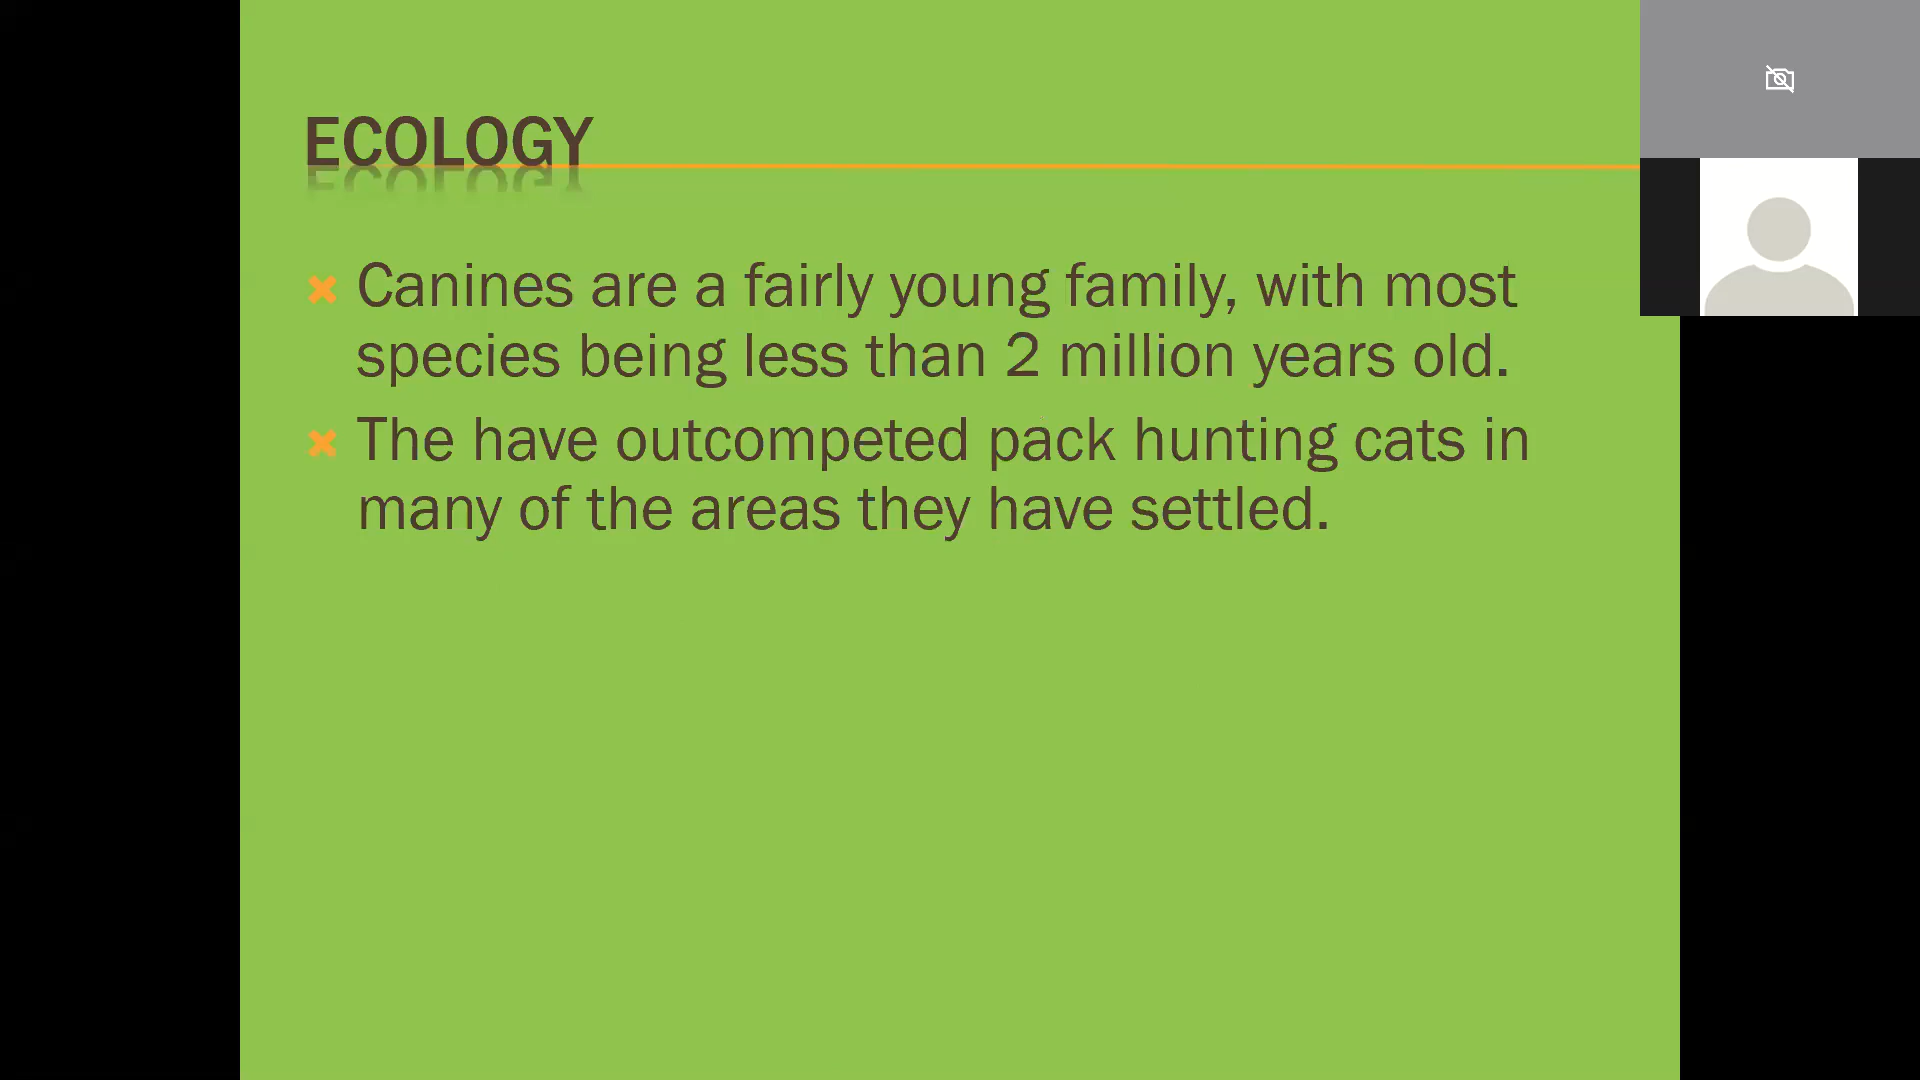 ECOLOGY
Canines are a fairly young family, with most
species being less than 2 million years old.
The have outcompeted pack hunting cats in
many of the areas they have settled.